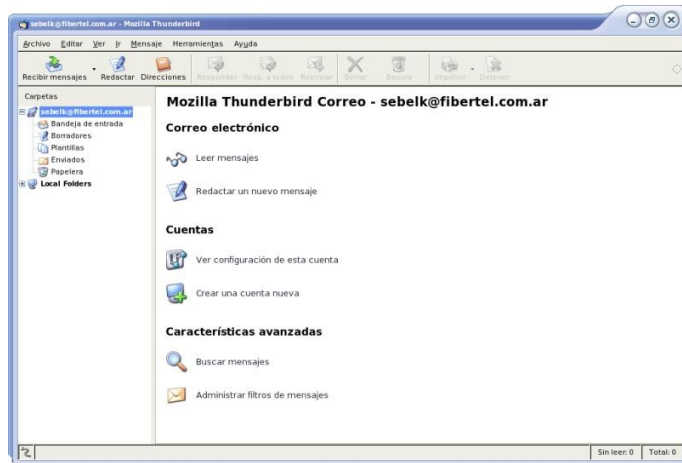 sebelk@fibertel.com.ar - Mozilla Thunderbird
Archivo Editar Ver Ir Mensaje Herramientas Ayuda
Recibir mensajes Redactar Direcciones Responder Resp. a todos Reenviar Borrar Basura Imprimir Detener
Carpetas
sebelk@fibertel.com.ar
Bandeja de entrada
Borradores
Plantillas
Enviados
Papelera
Local Folders
Mozilla Thunderbird Correo - sebelk@fibertel.com.ar
Correo electrónico
Leer mensajes
Redactar un nuevo mensaje
Cuentas
Ver configuración de esta cuenta
Crear una cuenta nueva
Características avanzadas
Buscar mensajes
Administrar filtros de mensajes
Sin leer: 0 Total: 0